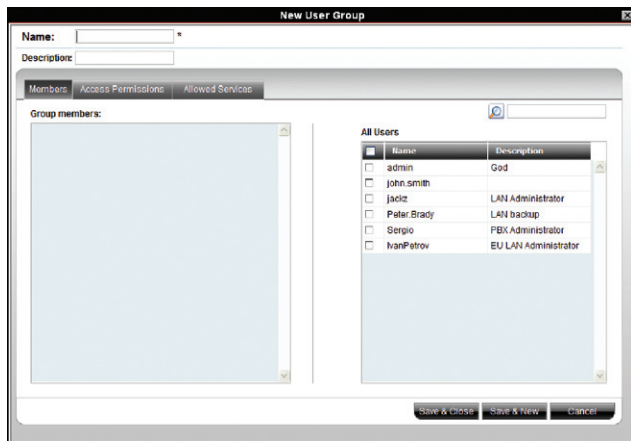 New User Group
Name: *
Description:
Members Access Permissions Allowed Services
Group members:
All Users
Name Description
admin God
john.smith
jackz LAN Administrator
Peter.Brady LAN backup
Sergio PBX Administrator
IvanPetrov EU LAN Administrator
Save & Close Save & New Cancel